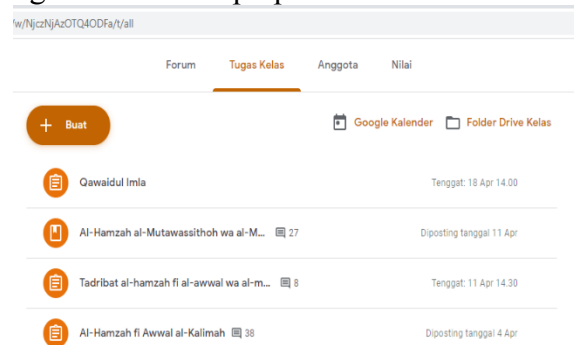 /w/NjczNjAzOTQ4ODFa/t/all
Forum Tugas Kelas Anggota Nilai
+ Buat Google Kalender Folder Drive Kelas
Qawaidul Imla Tenggat: 18 Apr 14.00
Al-Hamzah al-Mutawassithoh wa al-M... 27 Diposting tanggal 11 Apr
Tadribat al-hamzah fi al-awwal wa al-m... 8 Tenggat: 11 Apr 14.30
Al-Hamzah fi Awwal al-Kalimah 38 Diposting tanggal 4 Apr